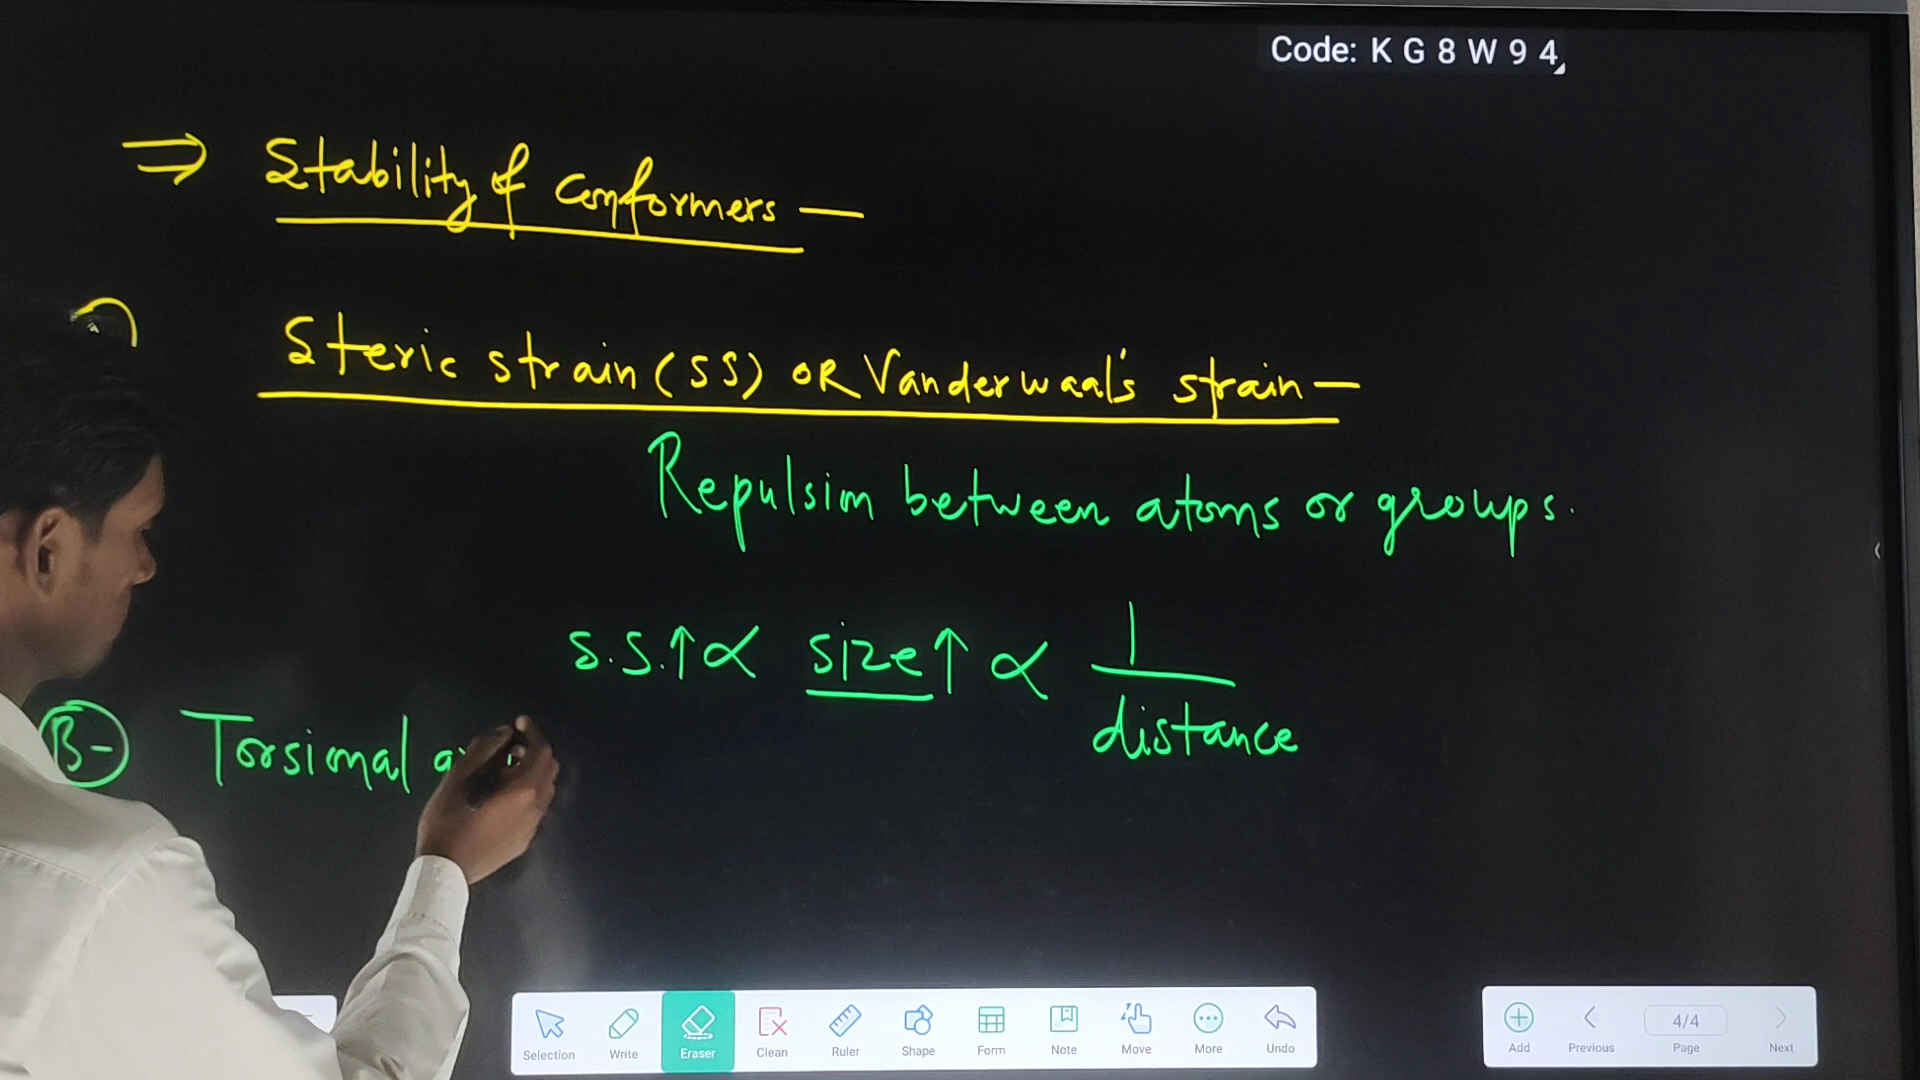 Code: K G 8 W 9 4
⇒ Stability of conformers —
Steric strain (SS) OR Vanderwaal's strain —
Repulsion between atoms or groups.
S.S.↑ ∝ size↑ ∝ 1/distance
B- Torsional
Selection Write Eraser Clean Ruler Shape Form Note Move More Undo
Add Previous 4/4 Page Next